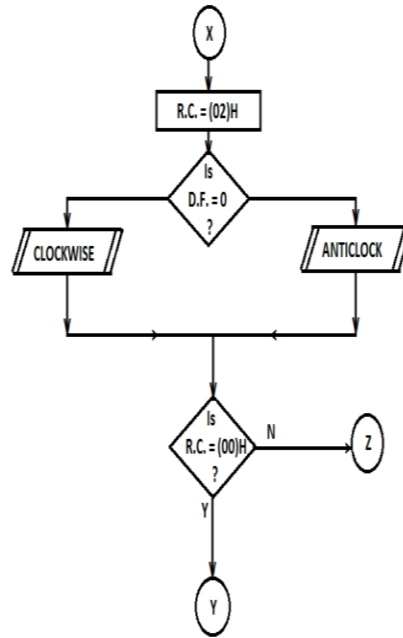 X
R.C. = (02)H
Is
D.F. = 0
?
CLOCKWISE
ANTICLOCK
Is
R.C. = (00)H
?
N
Z
Y
Y